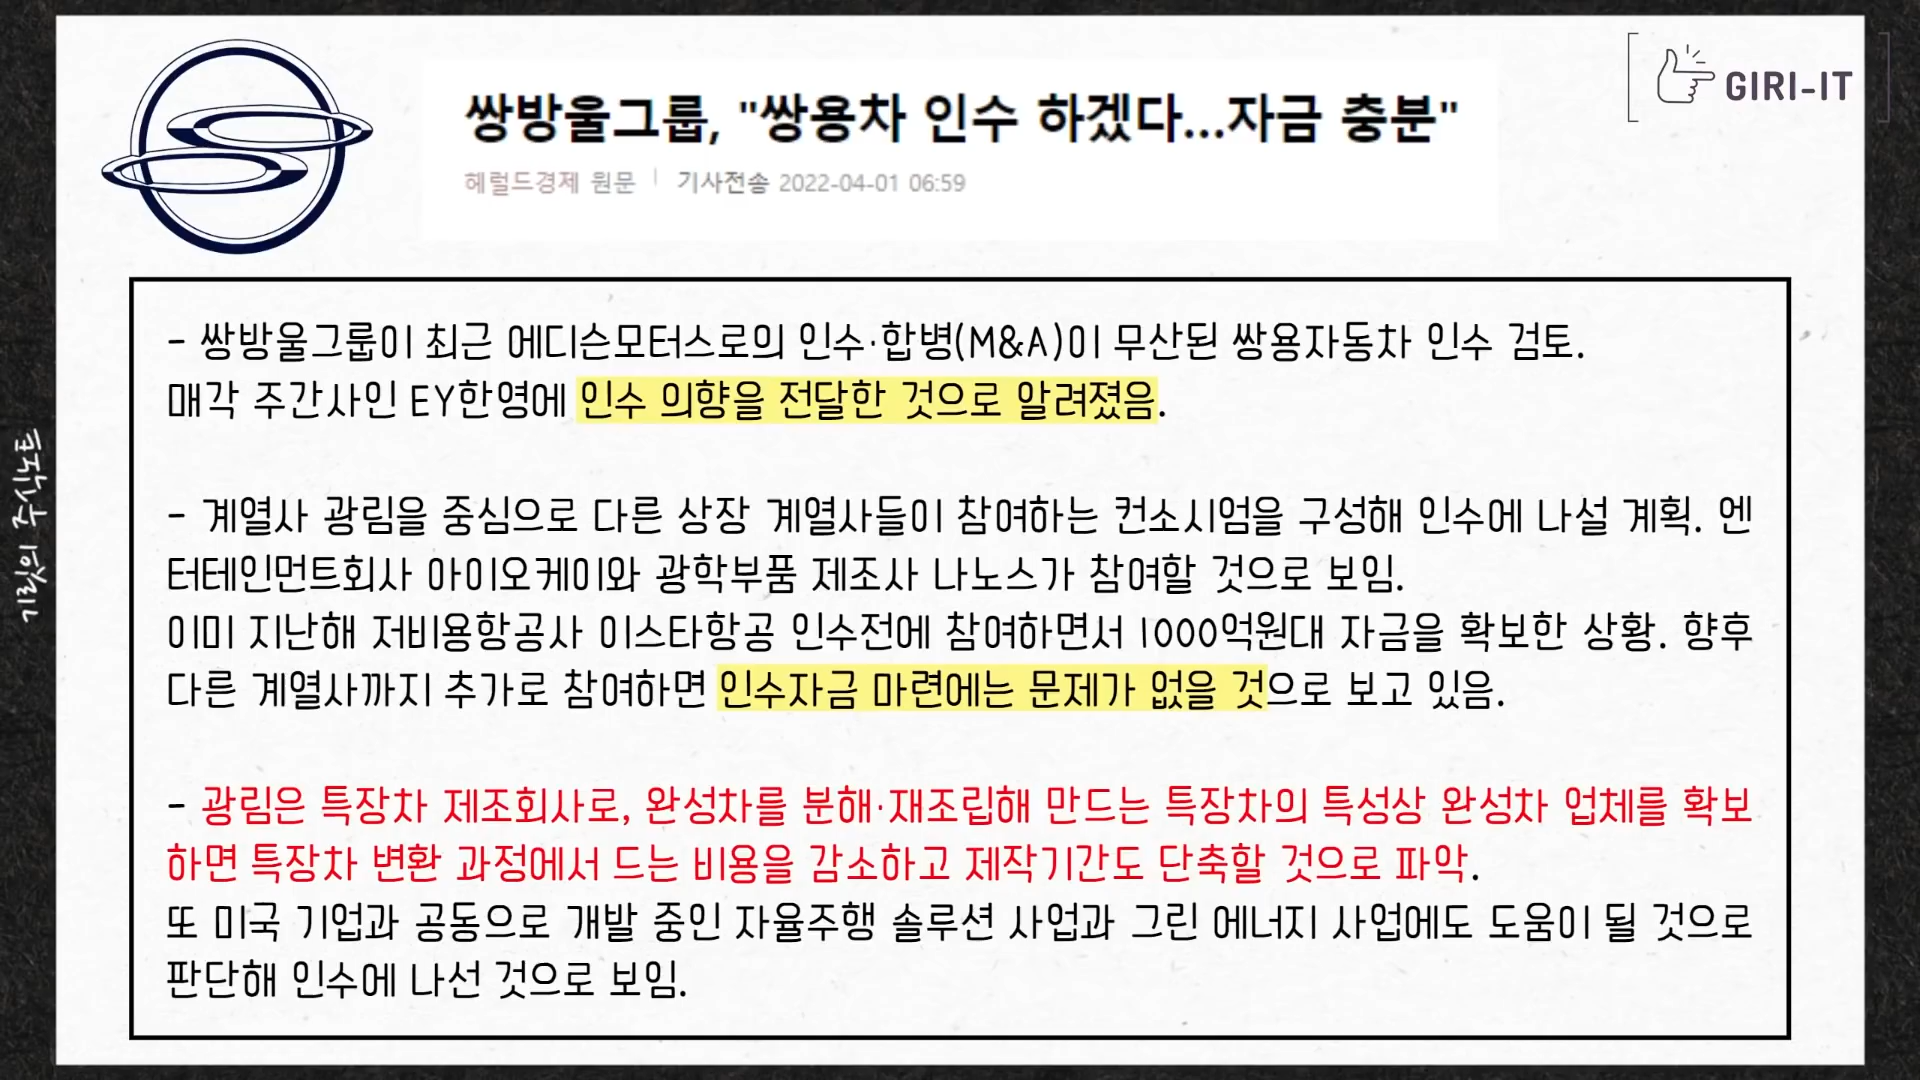 쌍방울그룹, "쌍용차 인수 하겠다...자금 충분"
헤럴드경제 원문 | 기사전송 2022-04-01 06:59
GIRI-IT
- 쌍방울그룹이 최근 에디슨모터스로의 인수·합병(M&A)이 무산된 쌍용자동차 인수 검토.
매각 주간사인 EY한영에 인수 의향을 전달한 것으로 알려졌음.
- 계열사 광림을 중심으로 다른 상장 계열사들이 참여하는 컨소시엄을 구성해 인수에 나설 계획. 엔
터테인먼트회사 아이오케이와 광학부품 제조사 나노스가 참여할 것으로 보임.
이미 지난해 저비용항공사 이스타항공 인수전에 참여하면서 1000억원대 자금을 확보한 상황. 향후
다른 계열사까지 추가로 참여하면 인수자금 마련에는 문제가 없을 것으로 보고 있음.
- 광림은 특장차 제조회사로, 완성차를 분해·재조립해 만드는 특장차의 특성상 완성차 업체를 확보
하면 특장차 변환 과정에서 드는 비용을 감소하고 제작기간도 단축할 것으로 파악.
또 미국 기업과 공동으로 개발 중인 자율주행 솔루션 사업과 그린 에너지 사업에도 도움이 될 것으로
판단해 인수에 나선 것으로 보임.
기릿의 주식노트